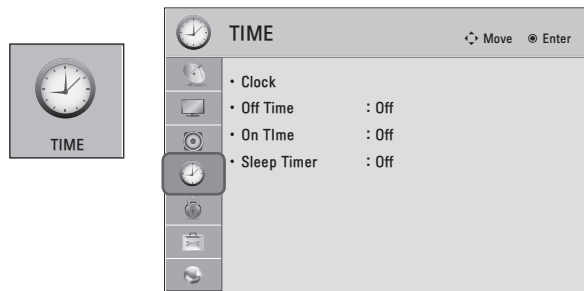 TIME
TIME
Move Enter
• Clock
• Off Time : Off
• On TIme : Off
• Sleep Timer : Off